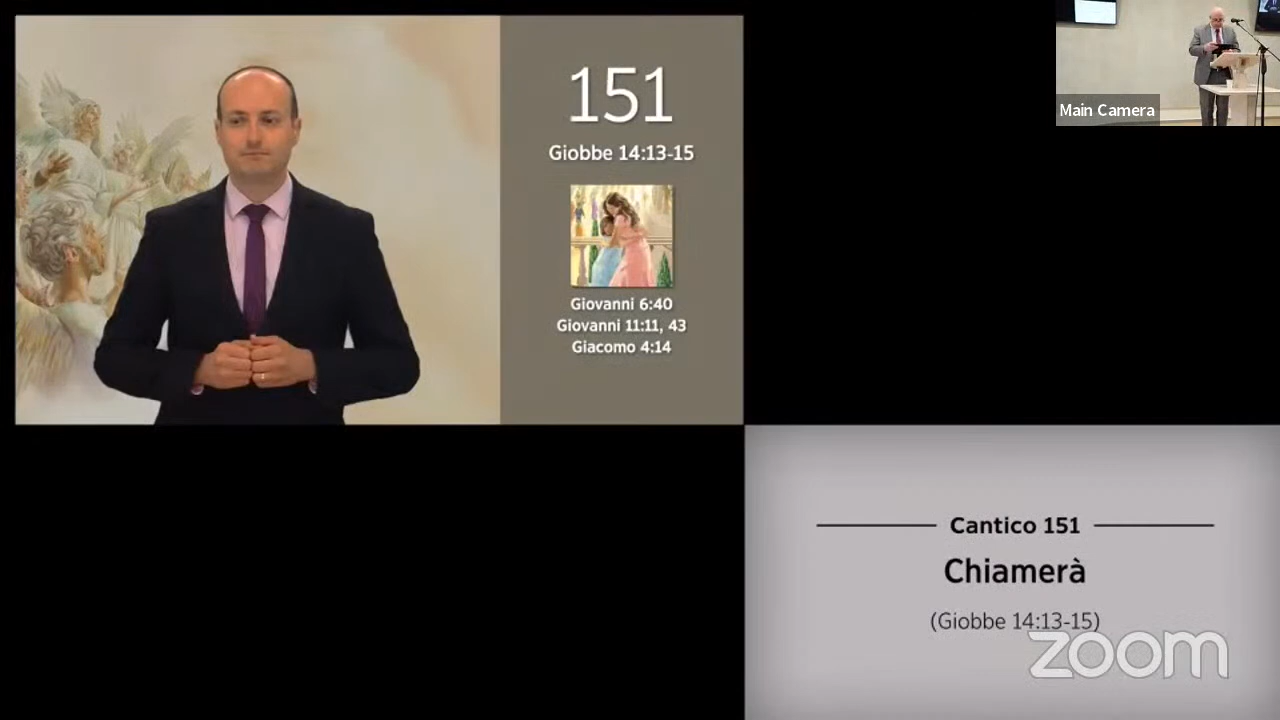 151
Giobbe 14:13-15
Giovanni 6:40
Giovanni 11:11, 43
Giacomo 4:14
Main Camera
Cantico 151
Chiamerà
(Giobbe 14:13-15)
zoom